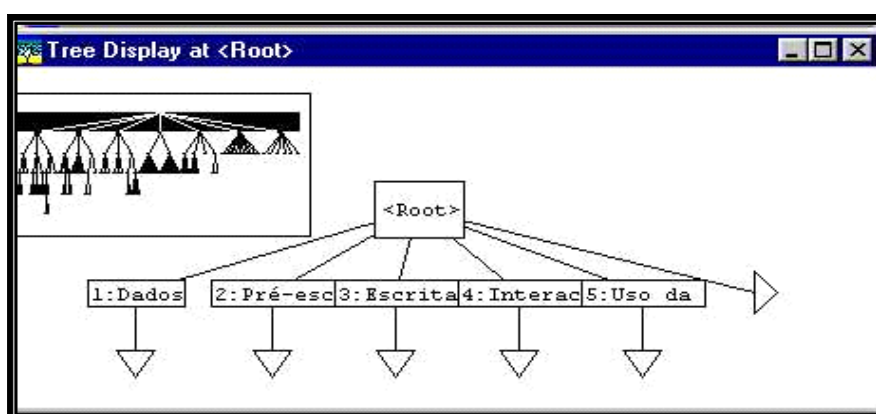 Tree Display at <Root>
<Root>
1:Dados 2:Pré-esc 3:Escrita 4:Interac 5:Uso da